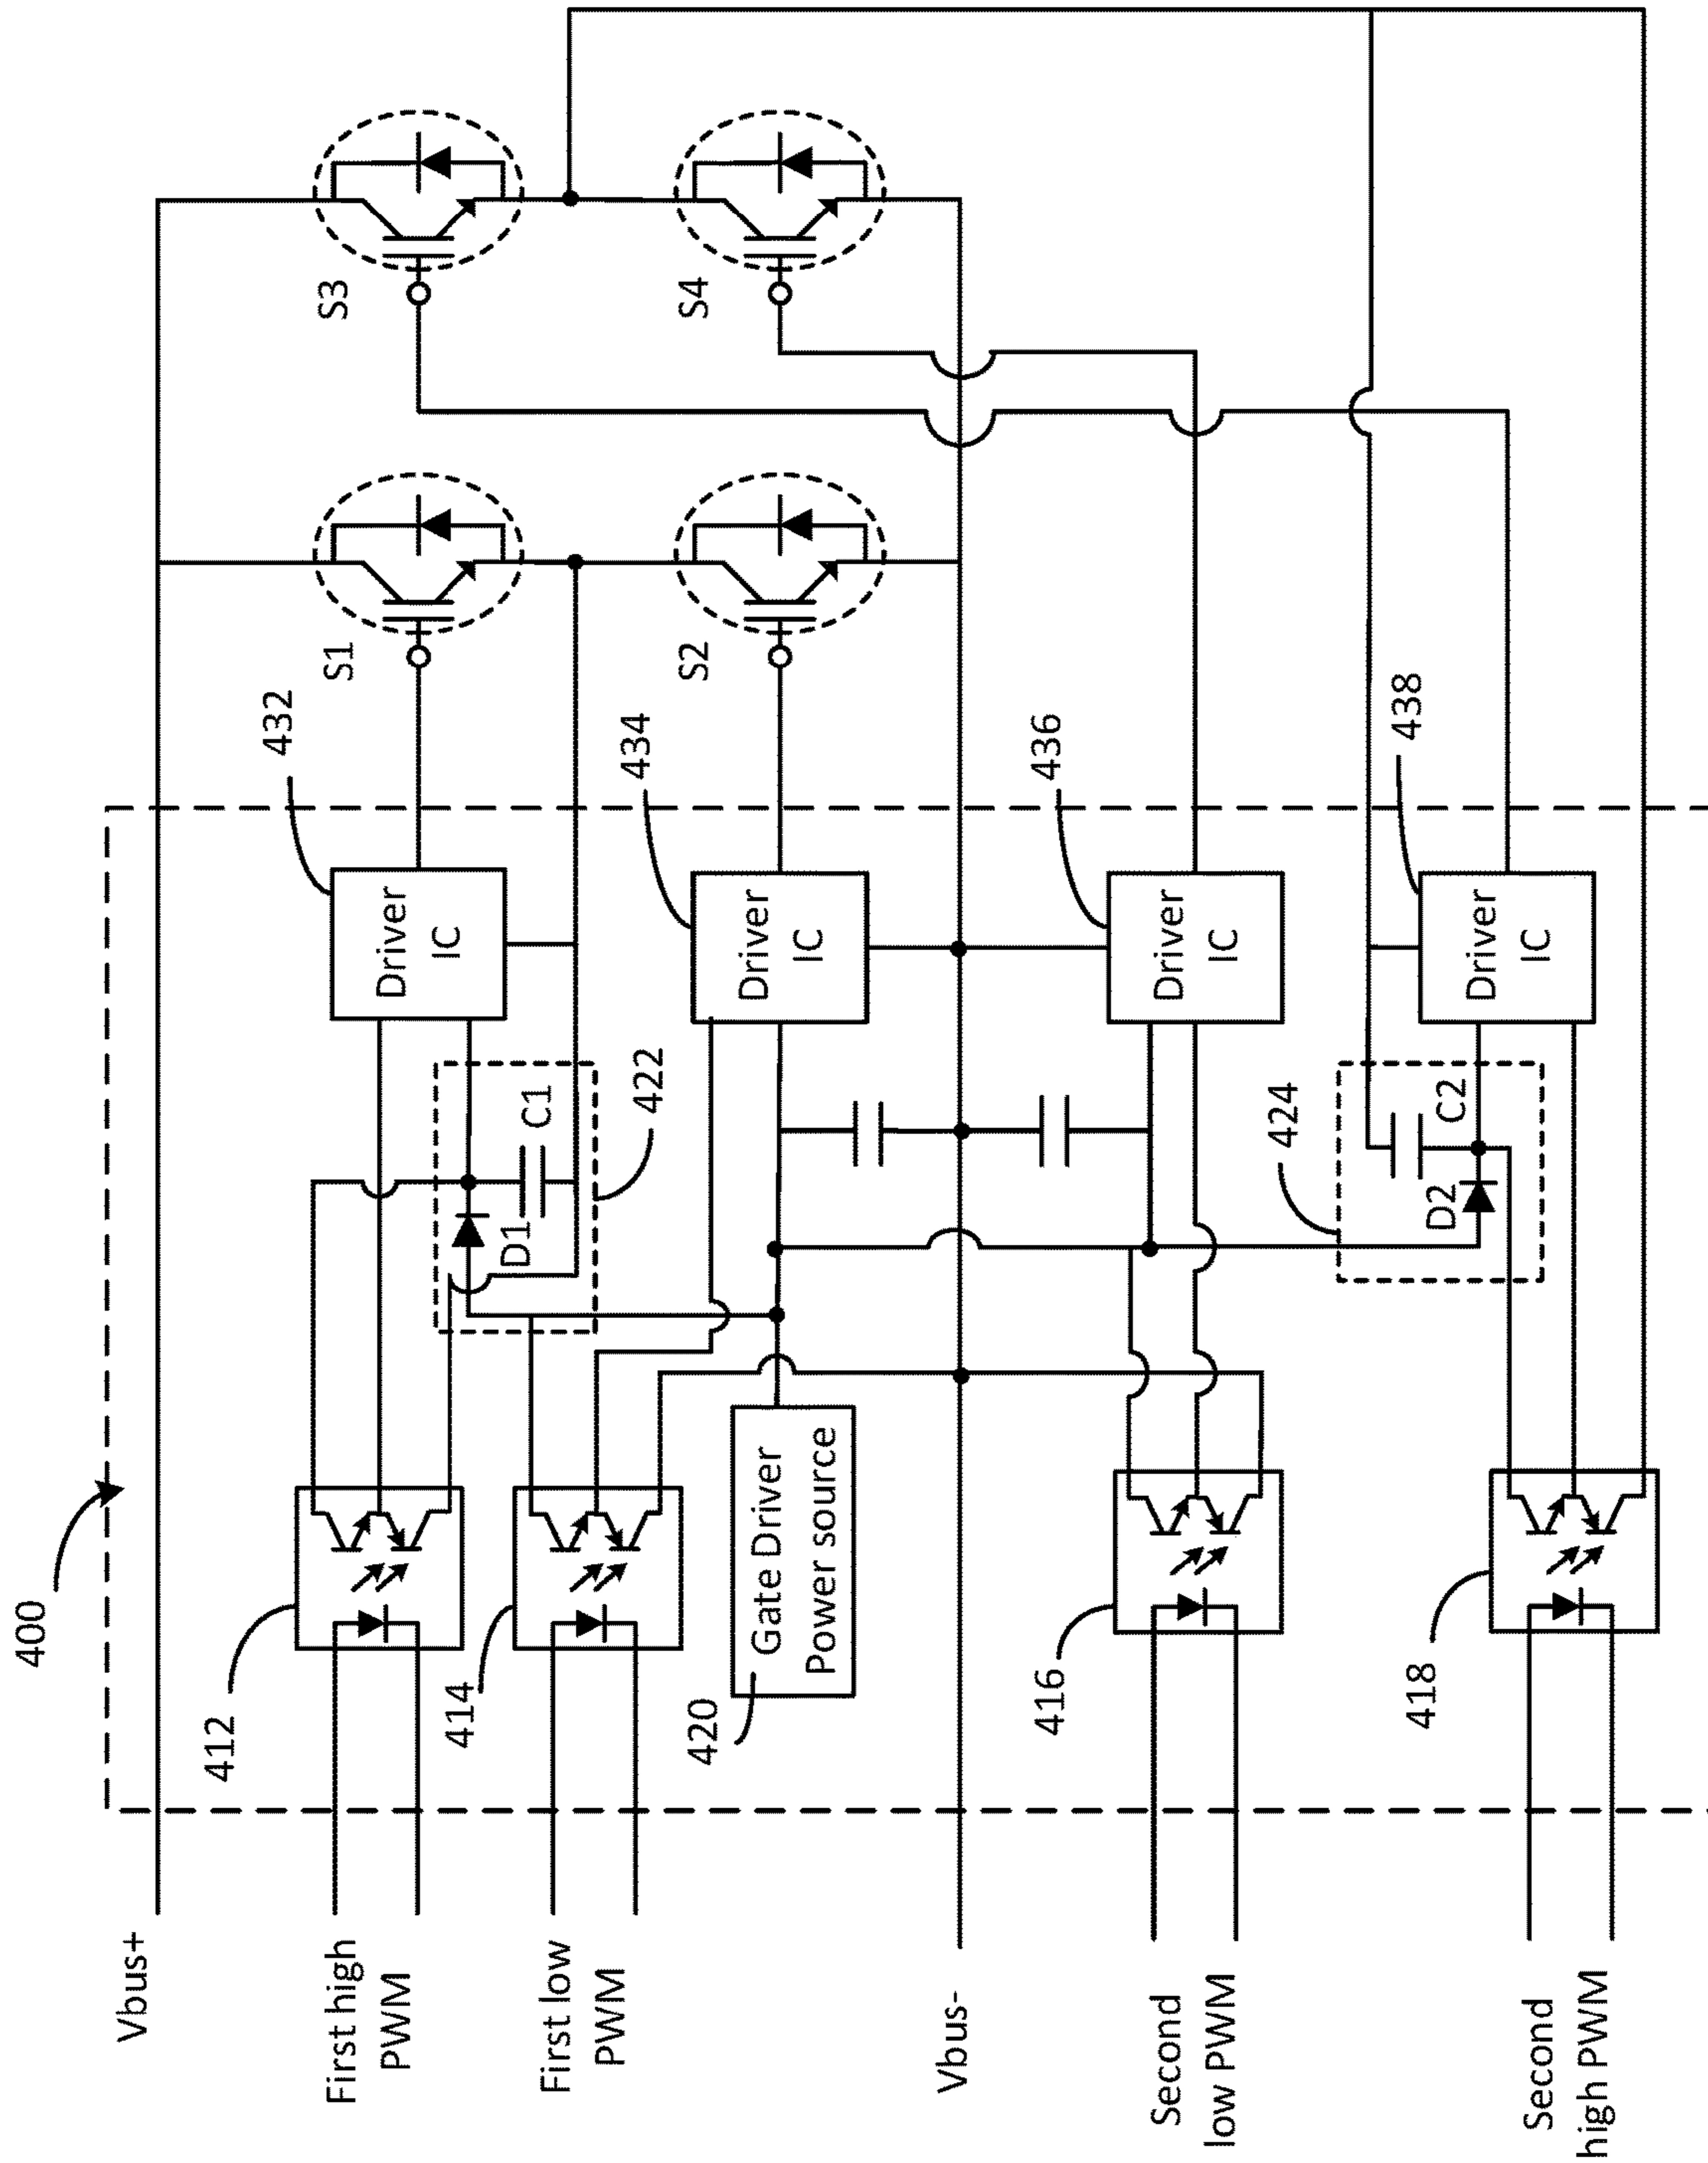 400
Vbus+
First high
PWM
412
432
Driver
IC
S1
S3
D1
C1
422
First low
PWM
414
434
Driver
IC
S2
S4
420
Gate Driver
Power source
Vbus-
Second
low PWM
416
436
Driver
IC
424
D2
C2
Second
high PWM
418
438
Driver
IC